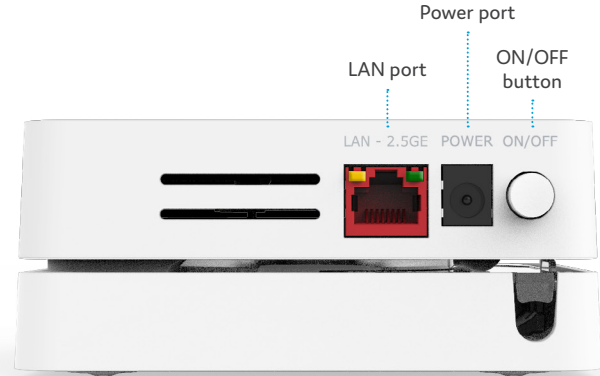 Power port
LAN port
ON/OFF
button
LAN - 2.5GE POWER ON/OFF